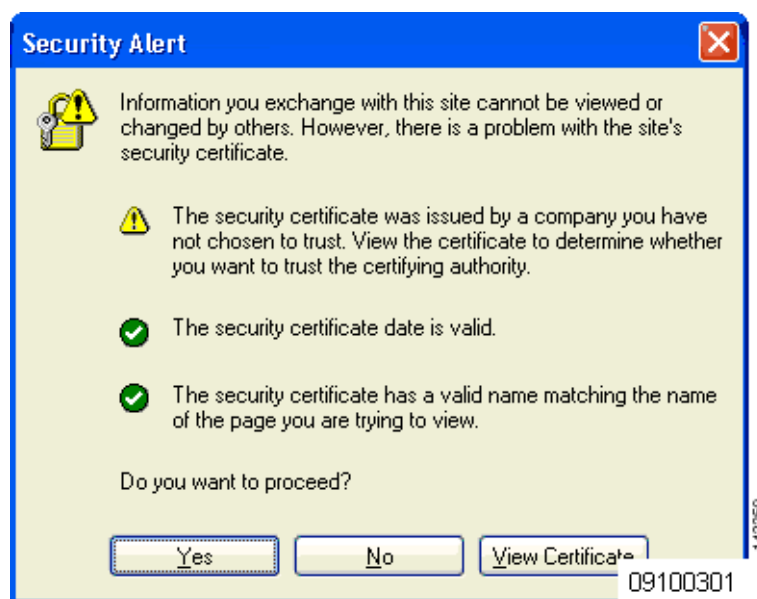 Security Alert
Information you exchange with this site cannot be viewed or
changed by others. However, there is a problem with the site's
security certificate.
The security certificate was issued by a company you have
not chosen to trust. View the certificate to determine whether
you want to trust the certifying authority.
The security certificate date is valid.
The security certificate has a valid name matching the name
of the page you are trying to view.
Do you want to proceed?
Yes
No
View Certificate
09100301